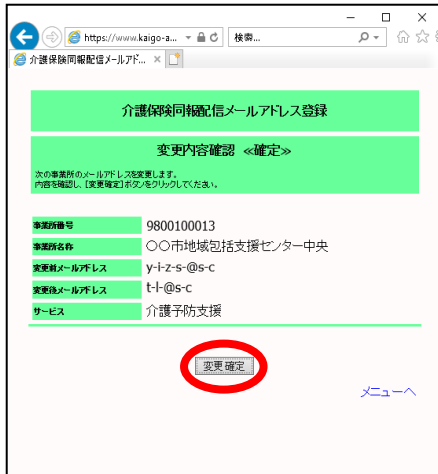 https://www.kaigo-a...
検索...
介護保険同報配信メールアド...
介護保険同報配信メールアドレス登録
変更内容確認 ≪確定≫
次の事業所のメールアドレスを変更します。
内容を確認し、[変更確定]ボタンをクリックしてください。
事業所番号 9800100013
事業所名称 〇〇市地域包括支援センター中央
変更前メールアドレス y-i-z-s-@s-c
変更後メールアドレス t-l-@s-c
サービス 介護予防支援
変更確定
メニューへ